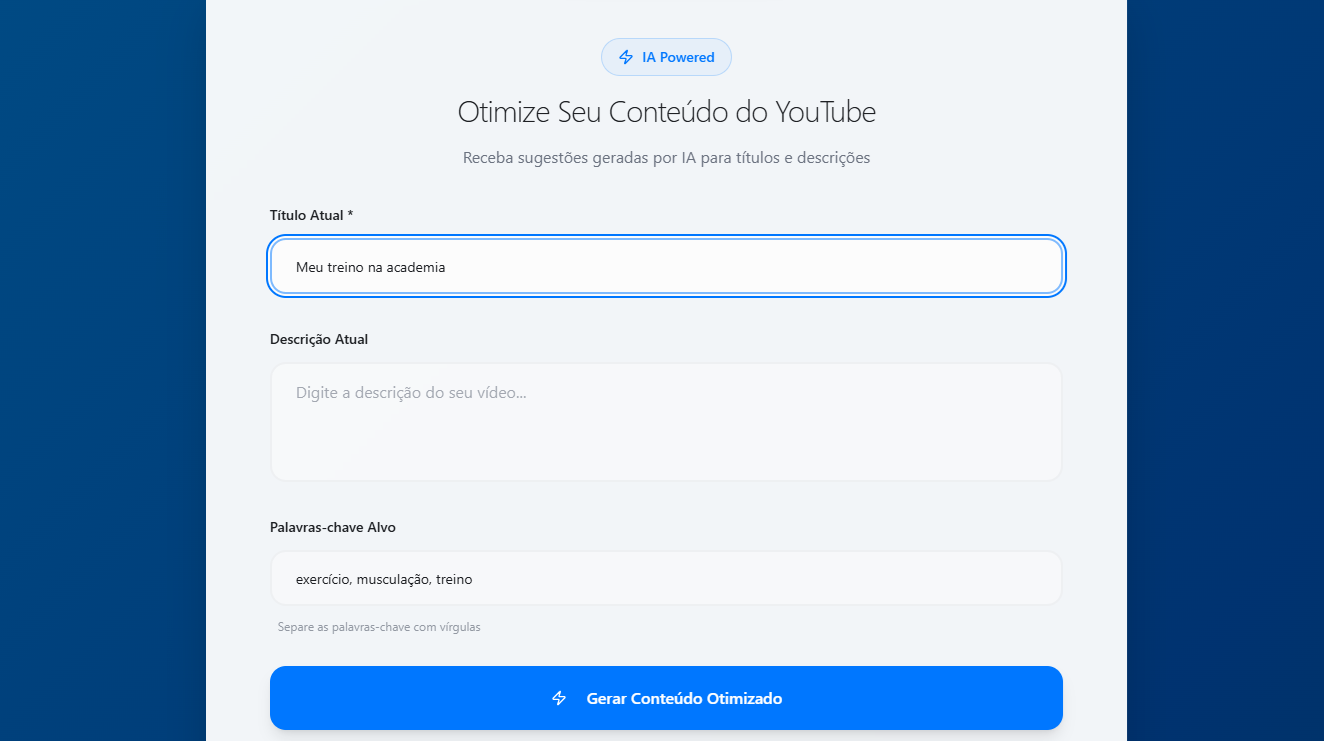 IA Powered
Otimize Seu Conteúdo do YouTube
Receba sugestões geradas por IA para títulos e descrições
Título Atual *
Meu treino na academia
Descrição Atual
Digite a descrição do seu vídeo...
Palavras-chave Alvo
exercício, musculação, treino
Separe as palavras-chave com vírgulas
Gerar Conteúdo Otimizado